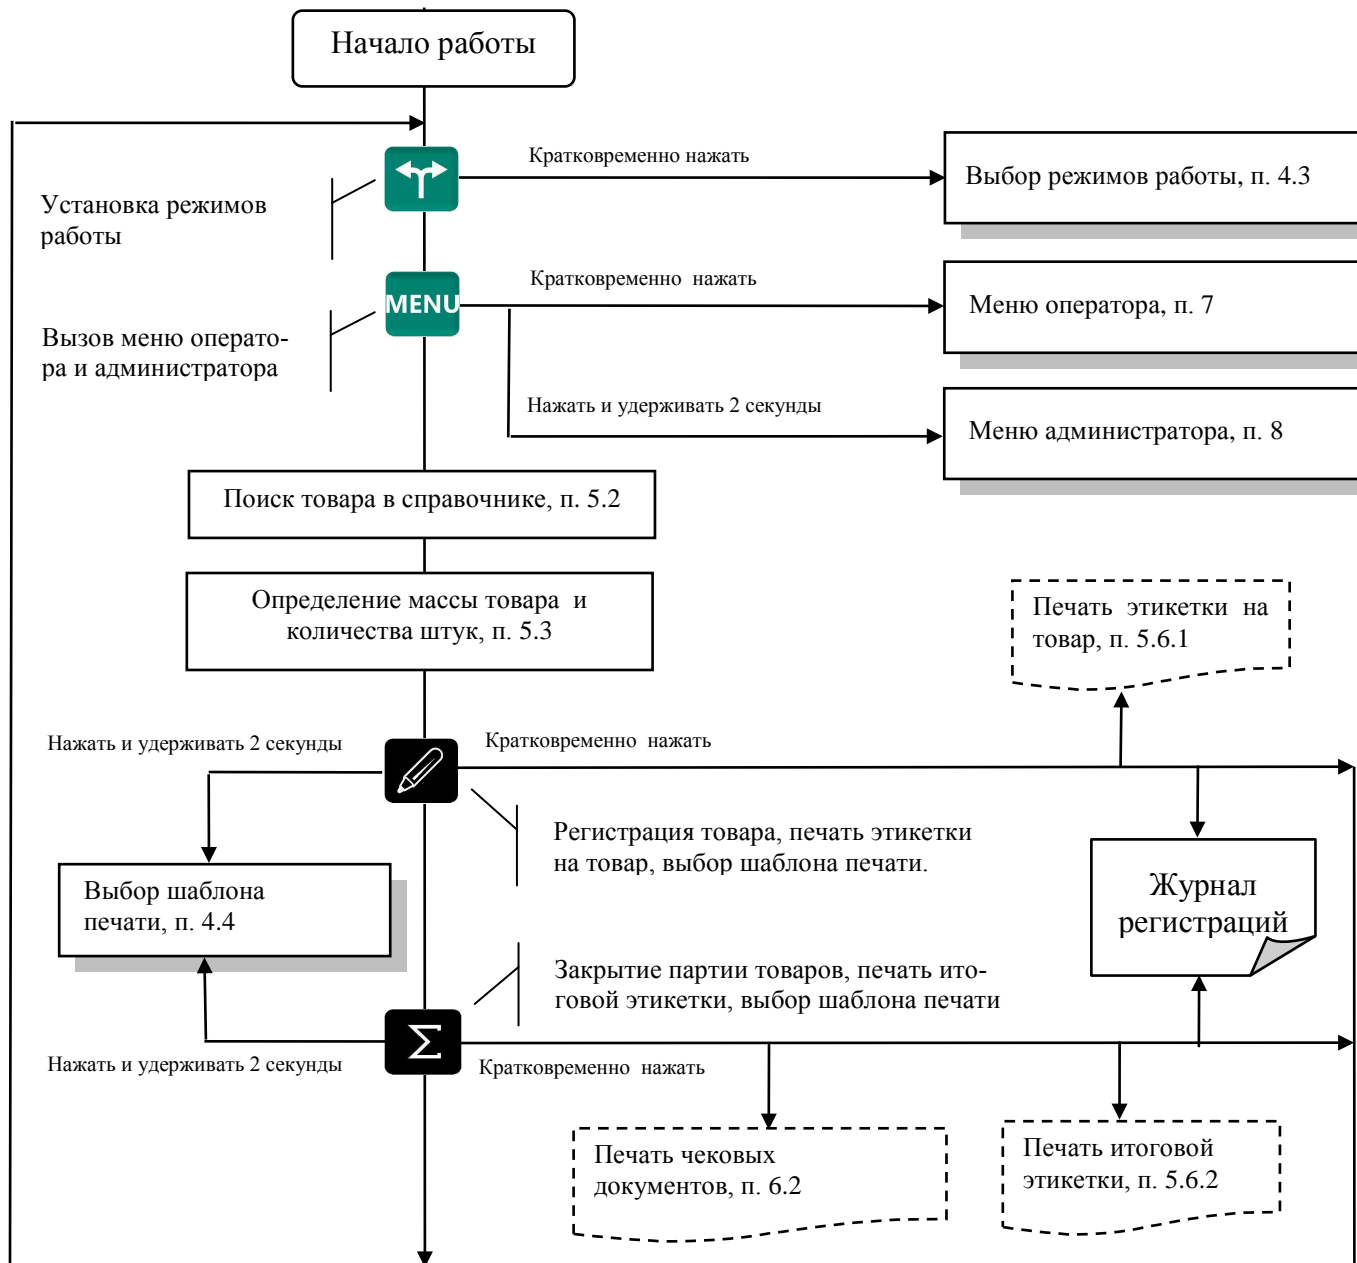 Начало работы
Кратковременно нажать
Выбор режимов работы, п. 4.3
Установка режимов
работы
Кратковременно нажать
MENU
Меню оператора, п. 7
Вызов меню операто-
ра и администратора
Нажать и удерживать 2 секунды
Меню администратора, п. 8
Поиск товара в справочнике, п. 5.2
Определение массы товара и
количества штук, п. 5.3
Печать этикетки на
товар, п. 5.6.1
Нажать и удерживать 2 секунды
Кратковременно нажать
Регистрация товара, печать этикетки
на товар, выбор шаблона печати.
Журнал
регистраций
Выбор шаблона
печати, п. 4.4
Закрытие партии товаров, печать ито-
говой этикетки, выбор шаблона печати
Σ
Нажать и удерживать 2 секунды
Кратковременно нажать
Печать чековых
документов, п. 6.2
Печать итоговой
этикетки, п. 5.6.2